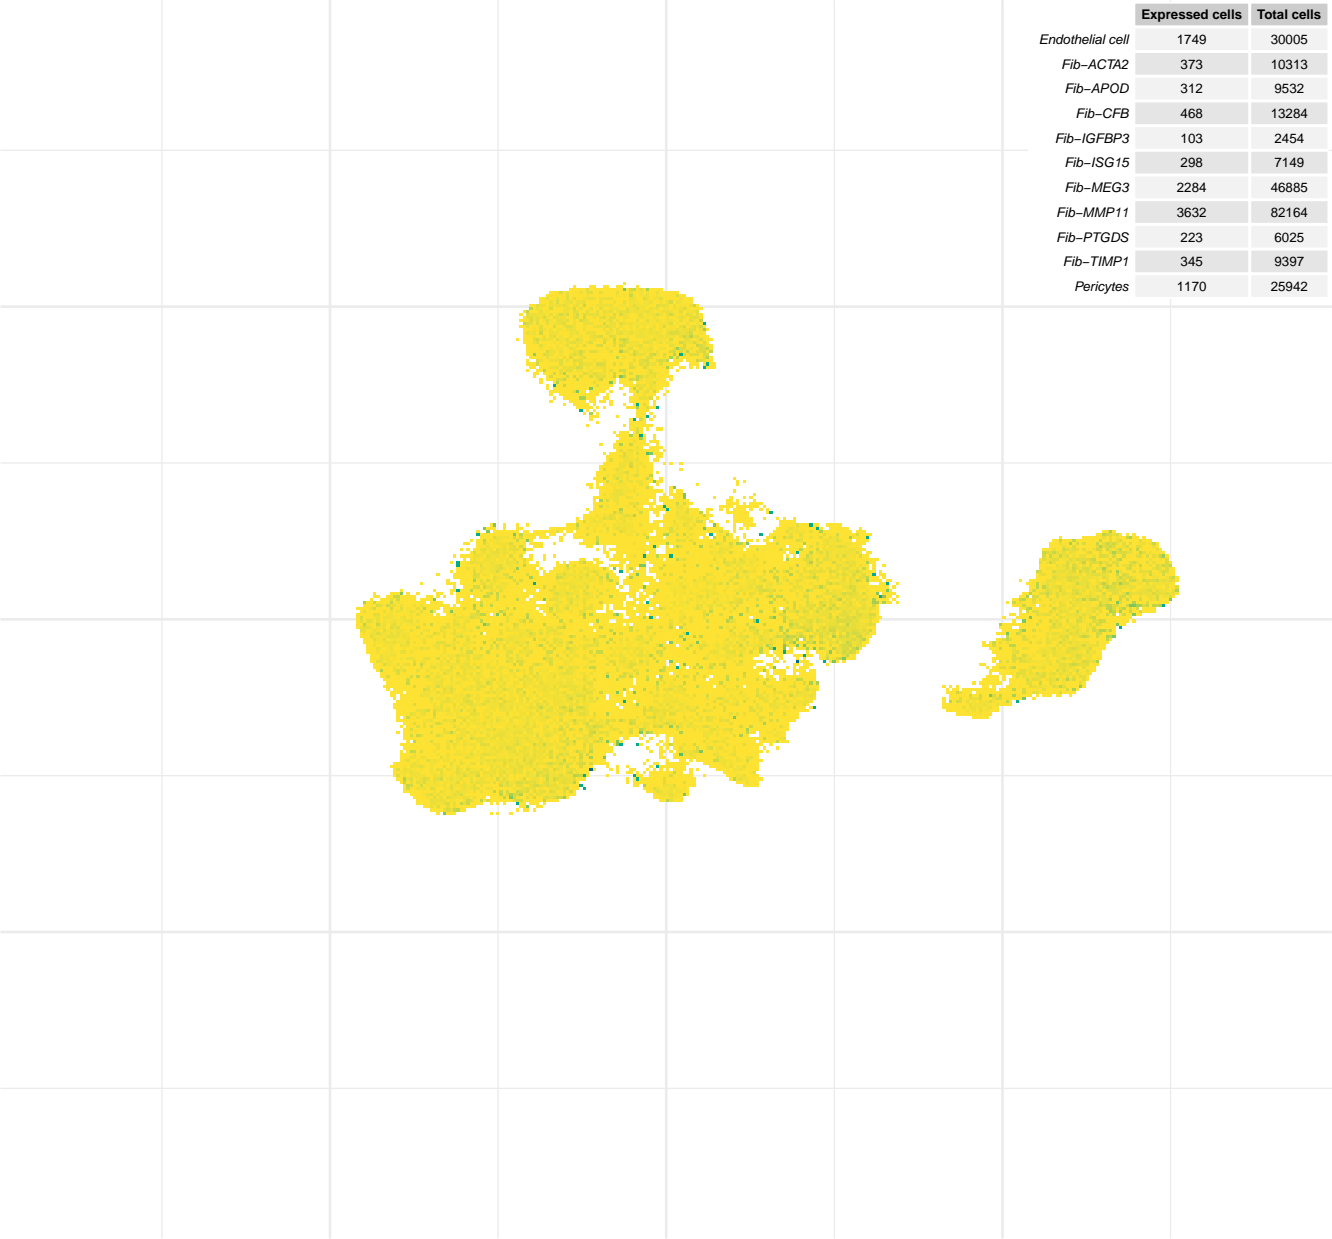 Expressed cells Total cells
Endothelial cell 1749 30005
Fib−ACTA2 373 10313
Fib−APOD 312 9532
Fib−CFB 468 13284
Fib−IGFBP3 103 2454
Fib−ISG15 298 7149
Fib−MEG3 2284 46885
Fib−MMP11 3632 82164
Fib−PTGDS 223 6025
Fib−TIMP1 345 9397
Pericytes 1170 25942